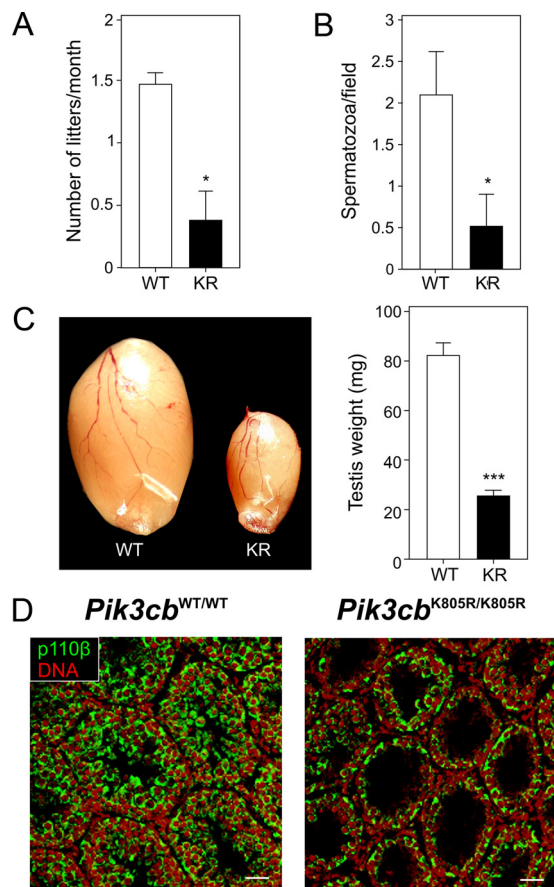 A
Number of litters/month
2
1.5
1
0.5
0
*
WT
KR
B
Spermatozoa/field
3
2.5
2
1.5
1
0.5
0
*
WT
KR
C
WT
KR
Testis weight (mg)
100
80
60
40
20
0
***
WT
KR
D
Pik3cbWT/WT
Pik3cbK805R/K805R
p110β
DNA